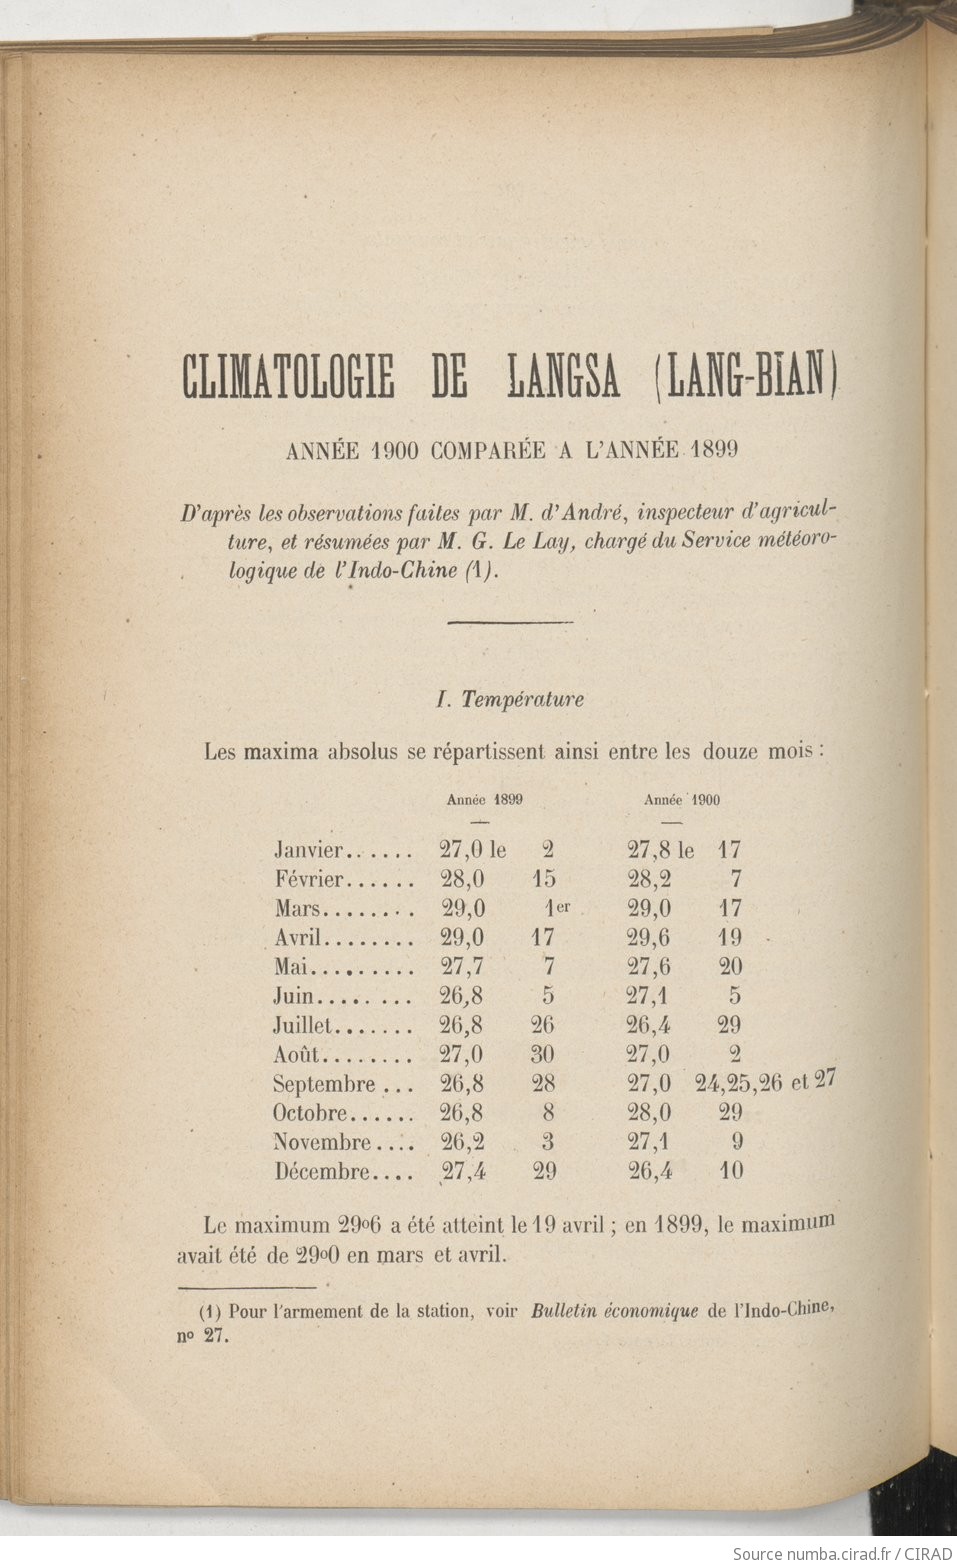 CLIMATOLOGIE DE LANGSA (LANG-BIAN)
ANNÉE 1900 COMPARÉE A L'ANNÉE 1899
D'après les observations faites par M. d'André, inspecteur d'agricul-
ture, et résumées par M. G. Le Lay, chargé du Service météoro-
logique de l'Indo-Chine (1).
I. Température
Les maxima absolus se répartissent ainsi entre les douze mois :
Année 1899 Année 1900
Janvier...... 27,0 le 2 27,8 le 17
Février...... 28,0 15 28,2 7
Mars........ 29,0 1er 29,0 17
Avril........ 29,0 17 29,6 19
Mai......... 27,7 7 27,6 20
Juin........ 26,8 5 27,1 5
Juillet....... 26,8 26 26,4 29
Août........ 27,0 30 27,0 2
Septembre ... 26,8 28 27,0 24,25,26 et 27
Octobre...... 26,8 8 28,0 29
Novembre.... 26,2 3 27,1 9
Décembre.... 27,4 29 26,4 10
Le maximum 29o6 a été atteint le 19 avril ; en 1899, le maximum
avait été de 29o0 en mars et avril.
(1) Pour l'armement de la station, voir Bulletin économique de l'Indo-Chine,
no 27.
Source numba.cirad.fr / CIRAD